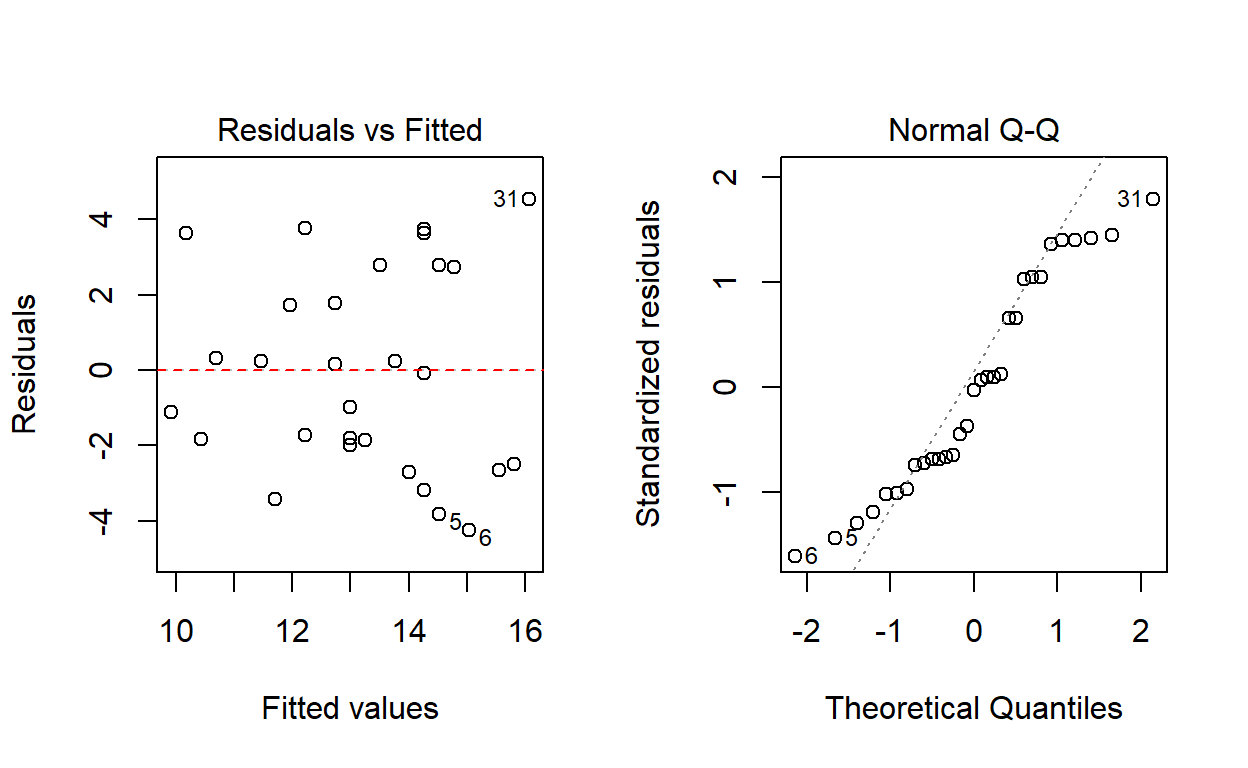 Residuals vs Fitted
Residuals
4
2
0
-2
-4
31
5
6
10 12 14 16
Fitted values
Normal Q-Q
Standardized residuals
2
1
0
-1
31
5
6
-2 -1 0 1 2
Theoretical Quantiles